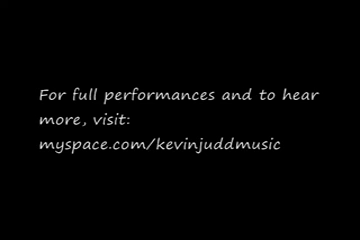 For full performances and to hear
more, visit:
myspace.com/kevinjuddmusic